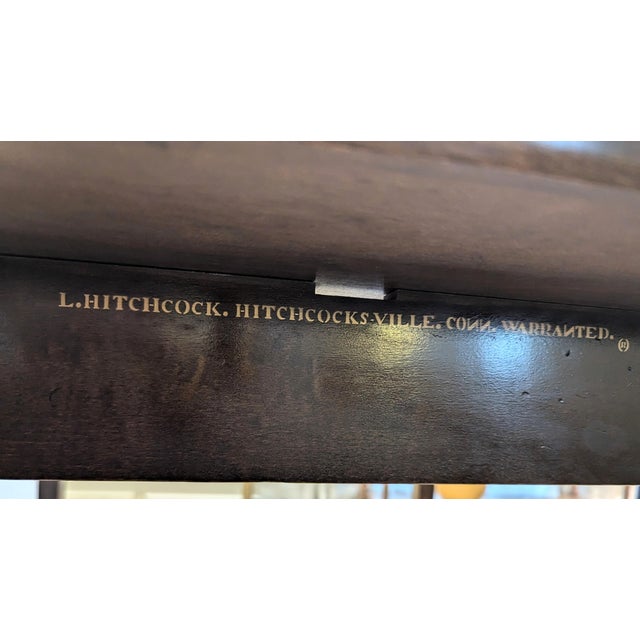 L.HITCHCOCK. HITCHCOCKS-VILLE. CONN. WARRANTED. ®